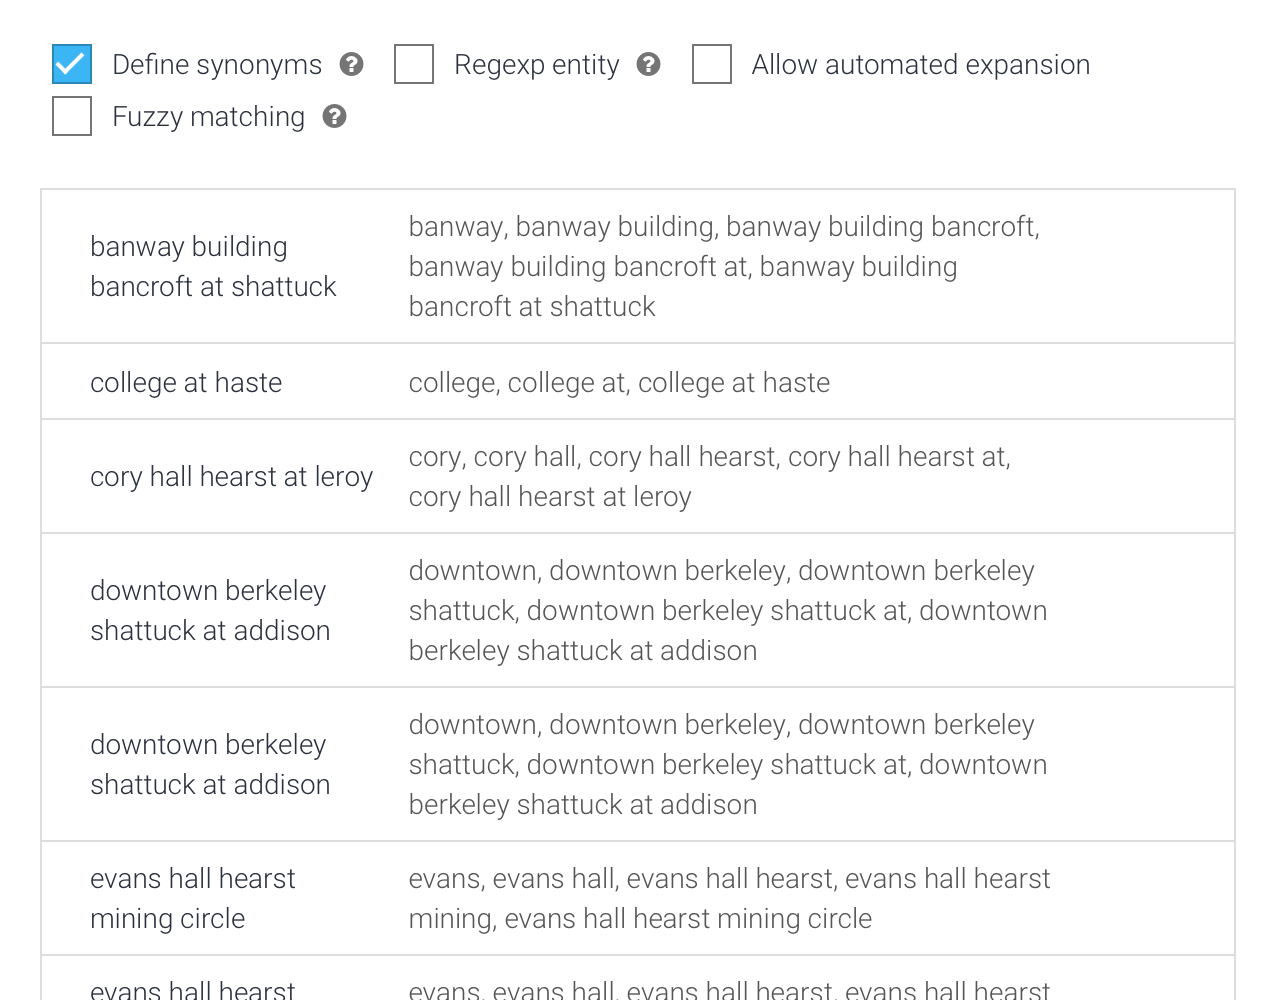 Define synonyms ? Regexp entity ? Allow automated expansion
Fuzzy matching ?
banway building
bancroft at shattuck
banway, banway building, banway building bancroft,
banway building bancroft at, banway building
bancroft at shattuck
college at haste
college, college at, college at haste
cory hall hearst at leroy
cory, cory hall, cory hall hearst, cory hall hearst at,
cory hall hearst at leroy
downtown berkeley
shattuck at addison
downtown, downtown berkeley, downtown berkeley
shattuck, downtown berkeley shattuck at, downtown
berkeley shattuck at addison
downtown berkeley
shattuck at addison
downtown, downtown berkeley, downtown berkeley
shattuck, downtown berkeley shattuck at, downtown
berkeley shattuck at addison
evans hall hearst
mining circle
evans, evans hall, evans hall hearst, evans hall hearst
mining, evans hall hearst mining circle
evans hall hearst
evans, evans hall, evans hall hearst, evans hall hearst